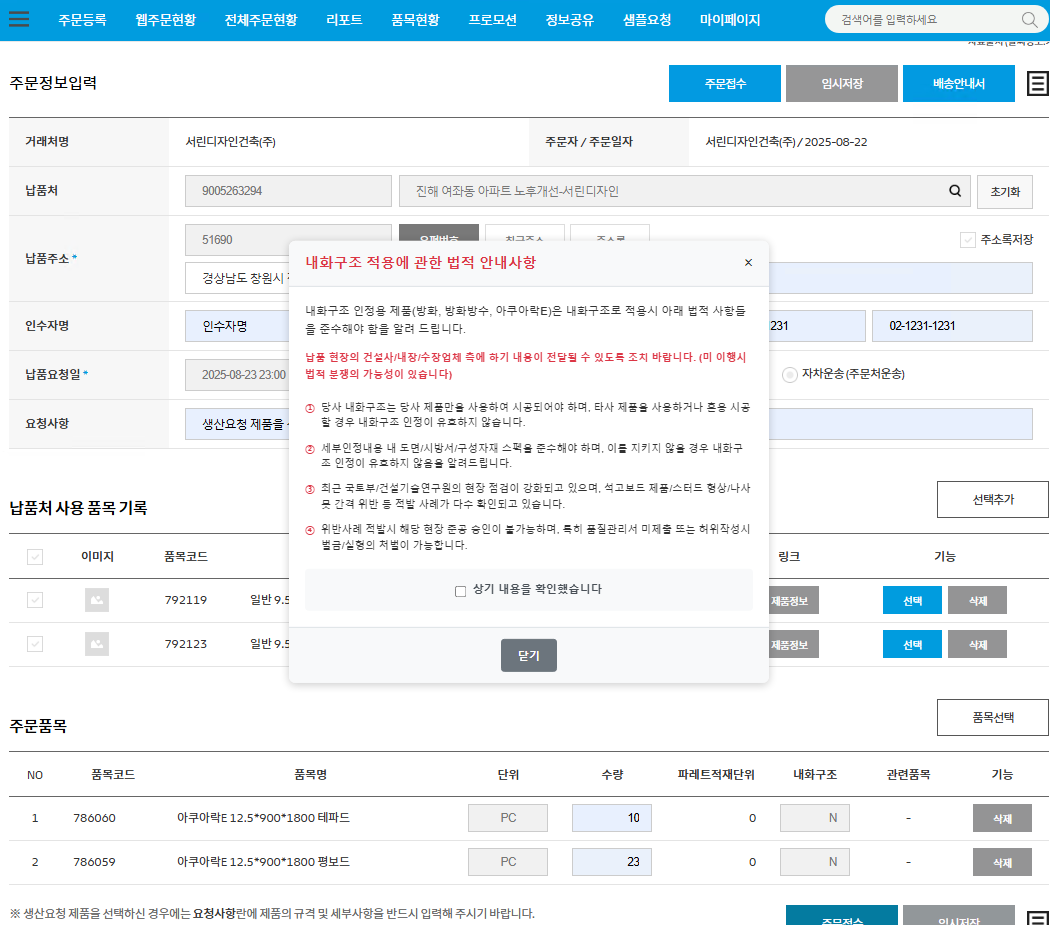 주문등록 웹주문현황 전체주문현황 리포트 품목현황 프로모션 정보공유 샘플요청 마이페이지 검색어를 입력하세요
주문정보입력 주문접수 임시저장 배송안내서
거래처명 서린디자인건축(주) 주문자 / 주문일자 서린디자인건축(주) / 2025-08-22
납품처 9005263294 진해 여좌동 아파트 노후개선-서린디자인 초기화
51690 우편번호 최근주소 주소록 주소록저장
납품주소 *
경상남도 창원시
인수자명 인수자명 231 02-1231-1231
납품요청일 * 2025-08-23 23:00 자차운송 (주문처운송)
요청사항 생산요청 제품을
내화구조 적용에 관한 법적 안내사항 ×
내화구조 인정용 제품(방화, 방화방수, 아쿠아락E)은 내화구조로 적용시 아래 법적 사항들
을 준수해야 함을 알려 드립니다.
납품 현장의 건설사/내장/수장업체 측에 하기 내용이 전달될 수 있도록 조치 바랍니다. (미 이행시
법적 분쟁의 가능성이 있습니다)
① 당사 내화구조는 당사 제품만을 사용하여 시공되어야 하며, 타사 제품을 사용하거나 혼용 시공
할 경우 내화구조 인정이 유효하지 않습니다.
② 세부인정내용 내 도면/시방서/구성자재 스펙을 준수해야 하며, 이를 지키지 않을 경우 내화구
조 인정이 유효하지 않음을 알려드립니다.
③ 최근 국토부/건설기술연구원의 현장 점검이 강화되고 있으며, 석고보드 제품/스터드 형상/나사
못 간격 위반 등 적발 사례가 다수 확인되고 있습니다.
④ 위반사례 적발시 해당 현장 준공 승인이 불가능하며, 특히 품질관리서 미제출 또는 허위작성시
벌금/실형의 처벌이 가능합니다.
상기 내용을 확인했습니다
닫기
납품처 사용 품목 기록 선택추가
이미지 품목코드 링크 기능
792119 일반 9.5 제품정보 선택 삭제
792123 일반 9.5 제품정보 선택 삭제
주문품목 품목선택
NO 품목코드 품목명 단위 수량 파레트적재단위 내화구조 관련품목 기능
1 786060 아쿠아락E 12.5*900*1800 테파드 PC 10 0 N - 삭제
2 786059 아쿠아락E 12.5*900*1800 평보드 PC 23 0 N - 삭제
※ 생산요청 제품을 선택하신 경우에는 요청사항란에 제품의 규격 및 세부사항을 반드시 입력해 주시기 바랍니다.
주문접수 임시저장